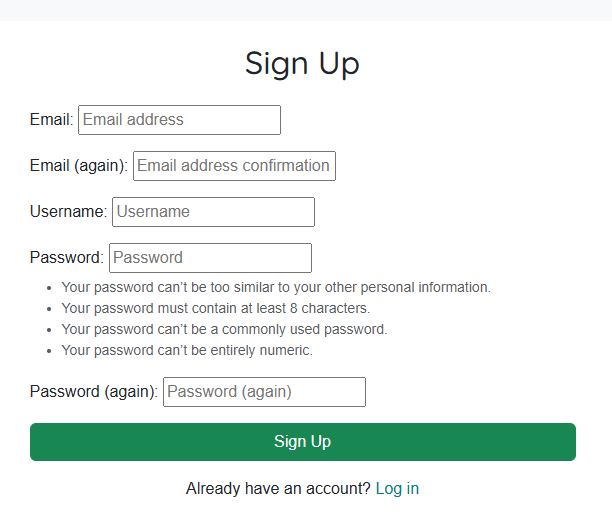 Sign Up
Email: Email address
Email (again): Email address confirmation
Username: Username
Password: Password
• Your password can’t be too similar to your other personal information.
• Your password must contain at least 8 characters.
• Your password can’t be a commonly used password.
• Your password can’t be entirely numeric.
Password (again): Password (again)
Sign Up
Already have an account? Log in